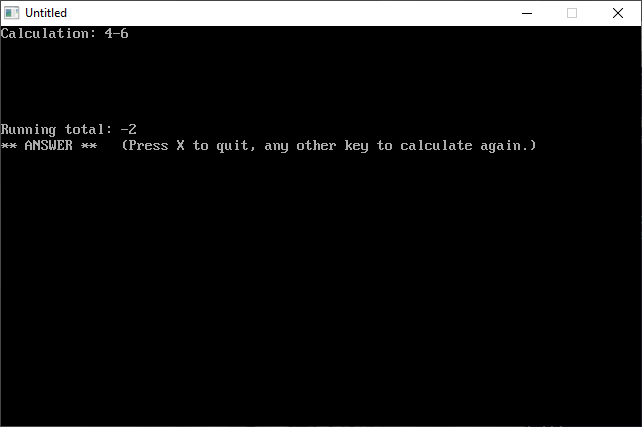 Untitled
Calculation: 4-6
Running total: -2
** ANSWER **   (Press X to quit, any other key to calculate again.)